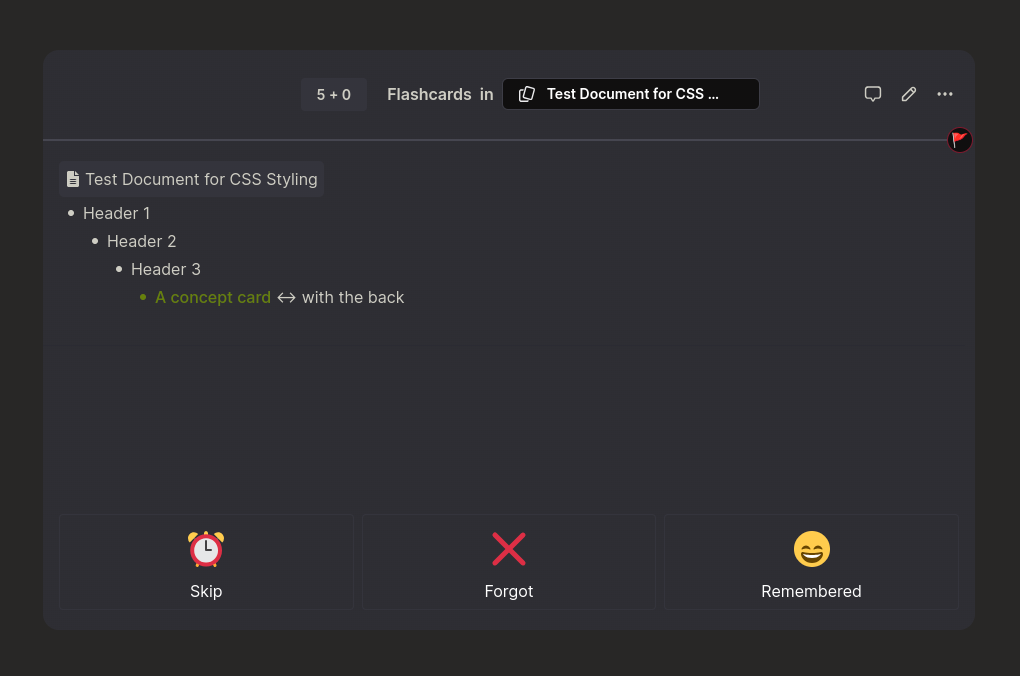 5 + 0 Flashcards in Test Document for CSS ...
Test Document for CSS Styling
• Header 1
• Header 2
• Header 3
• A concept card ↔ with the back
Skip Forgot Remembered